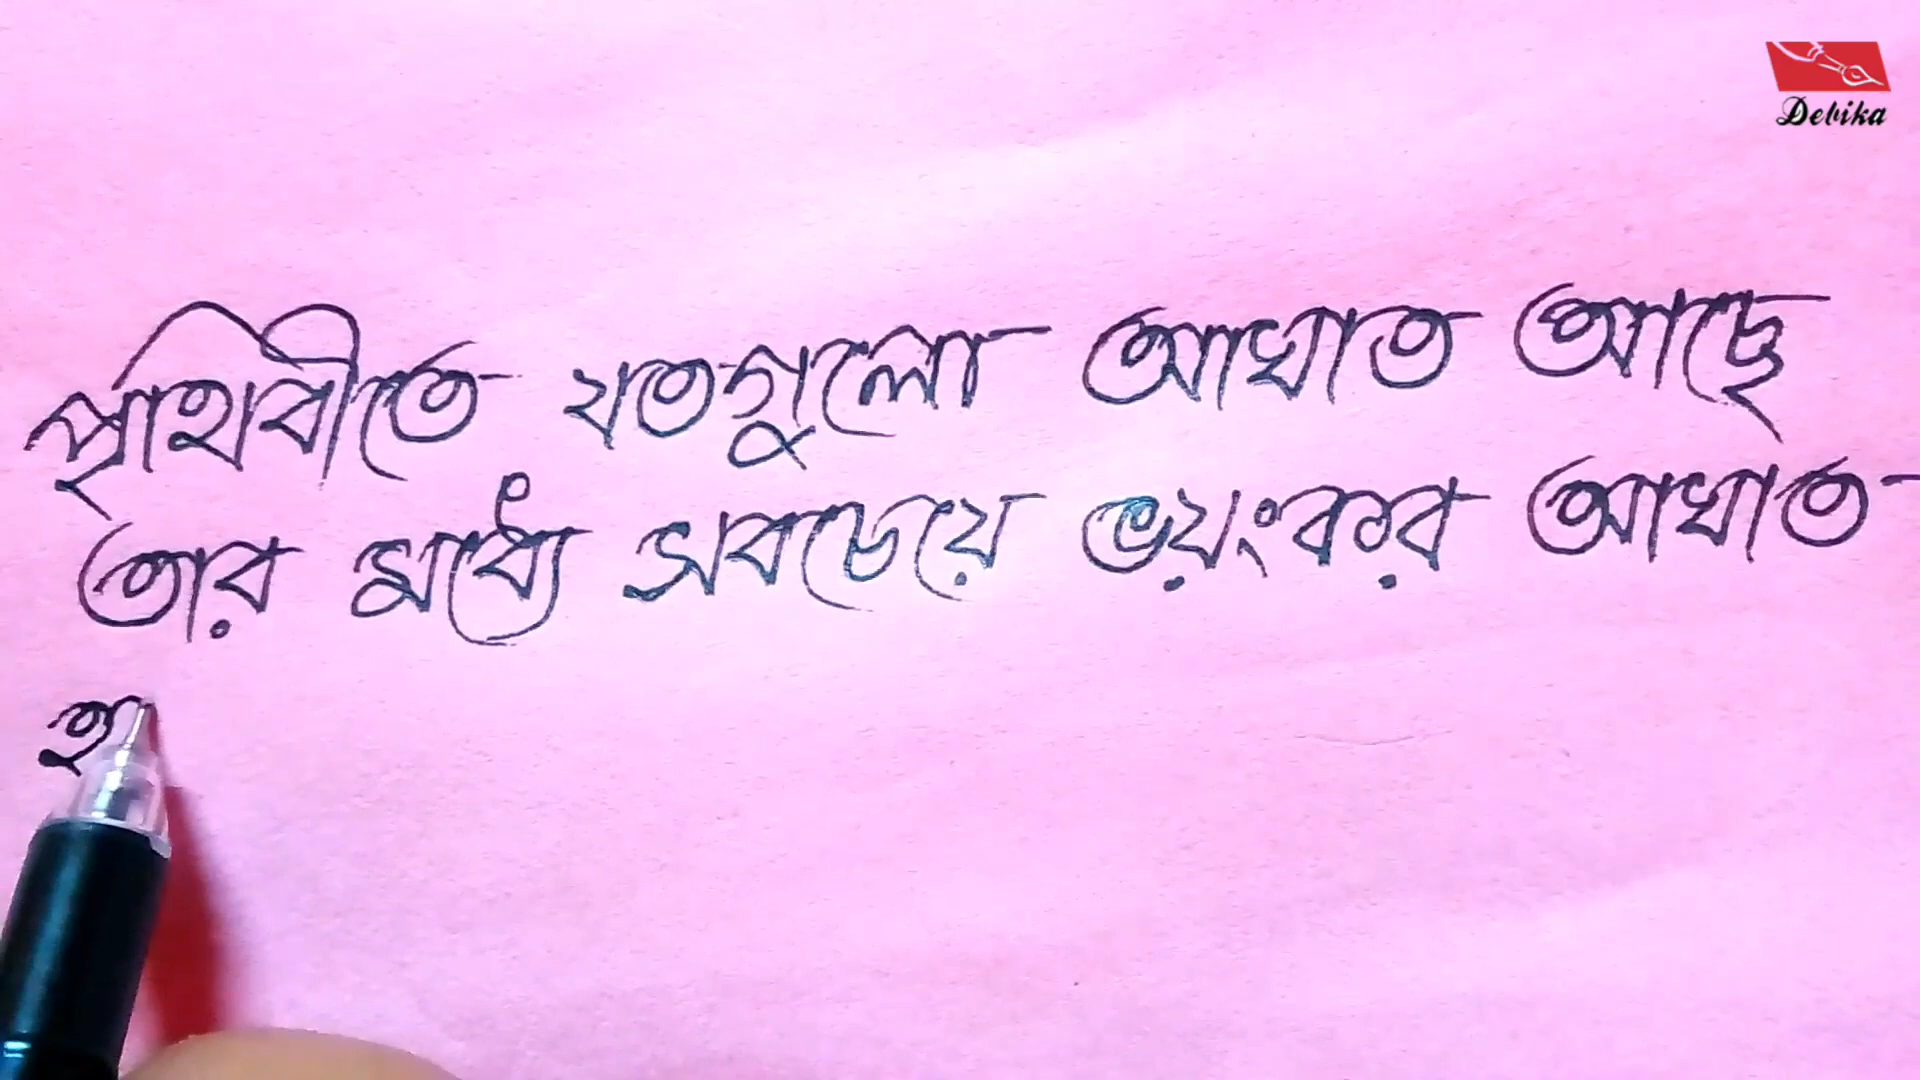 Debika
পৃথিবীতে যতগুলো আঘাত আছে
তার মধ্যে সবচেয়ে ভয়ংকর আঘাত
হ